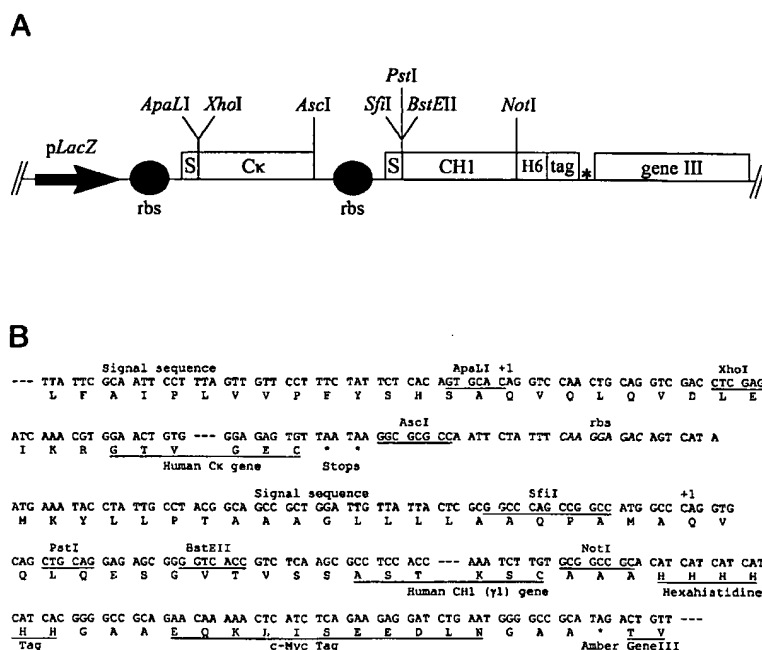 A
PstI
ApaLI XhoI AscI SfiI BstEII NotI
pLacZ
S Cκ S CH1 H6 tag * gene III
rbs rbs
B
Signal sequence ApaLI +1 XhoI
--- TTA TTC GCA ATT CCT TTA GTT GTT CCT TTC TAT TCT CAC AGT GCA CAG GTC CAA CTG CAG GTC GAC CTC GAG
L F A I P L V V P F Y S H S A Q V Q L Q V D L E
AscI rbs
ATC AAA CGT GGA ACT GTG --- GGA GAG TGT TAA TAA GGC GCG CCA ATT CTA TTT CAA GGA GAC AGT CAT A
I K R G T V G E C * *
Human Cκ gene Stops
Signal sequence SfiI +1
ATG AAA TAC CTA TTG CCT ACG GCA GCC GCT GGA TTG TTA TTA CTC GCG GCC CAG CCG GCC ATG GCC CAG GTG
M K Y L L P T A A A G L L L L A A Q P A M A Q V
PstI BstEII NotI
CAG CTG CAG GAG AGC GGG GTC ACC GTC TCA AGC GCC TCC ACC --- AAA TCT TGT GCG GCC GCA CAT CAT CAT CAT
Q L Q E S G V T V S S A S T K S C A A A H H H H
Human CH1 (γ1) gene Hexahistidine
CAT CAC GGG GCC GCA GAA CAA AAA CTC ATC TCA GAA GAG GAT CTG AAT GGG GCC GCA TAG ACT GTT ---
H H G A A E Q K L I S E E D L N G A A * T V
Tag c-Myc Tag Amber GeneIII